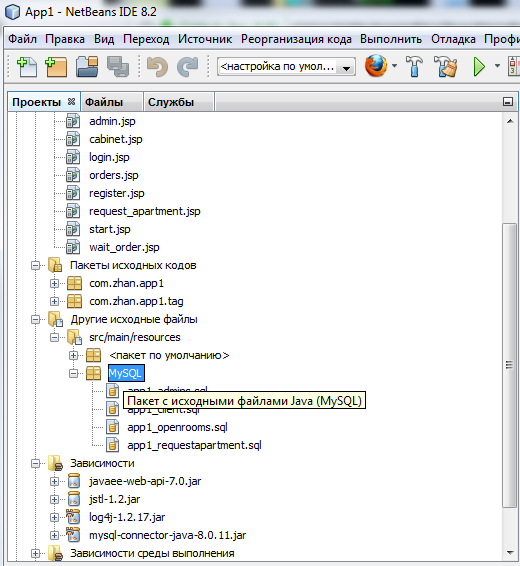 App1 - NetBeans IDE 8.2
Файл Правка Вид Переход Источник Реорганизация кода Выполнить Отладка Профи
<настройка по умол...
Проекты Файлы Службы
admin.jsp
cabinet.jsp
login.jsp
orders.jsp
register.jsp
request_apartment.jsp
start.jsp
wait_order.jsp
Пакеты исходных кодов
com.zhan.app1
com.zhan.app1.tag
Другие исходные файлы
src/main/resources
<пакет по умолчанию>
MySQL
app1_admins.sql
Пакет с исходными файлами Java (MySQL)
app1_client.sql
app1_openrooms.sql
app1_requestapartment.sql
Зависимости
javaee-web-api-7.0.jar
jstl-1.2.jar
log4j-1.2.17.jar
mysql-connector-java-8.0.11.jar
Зависимости среды выполнения